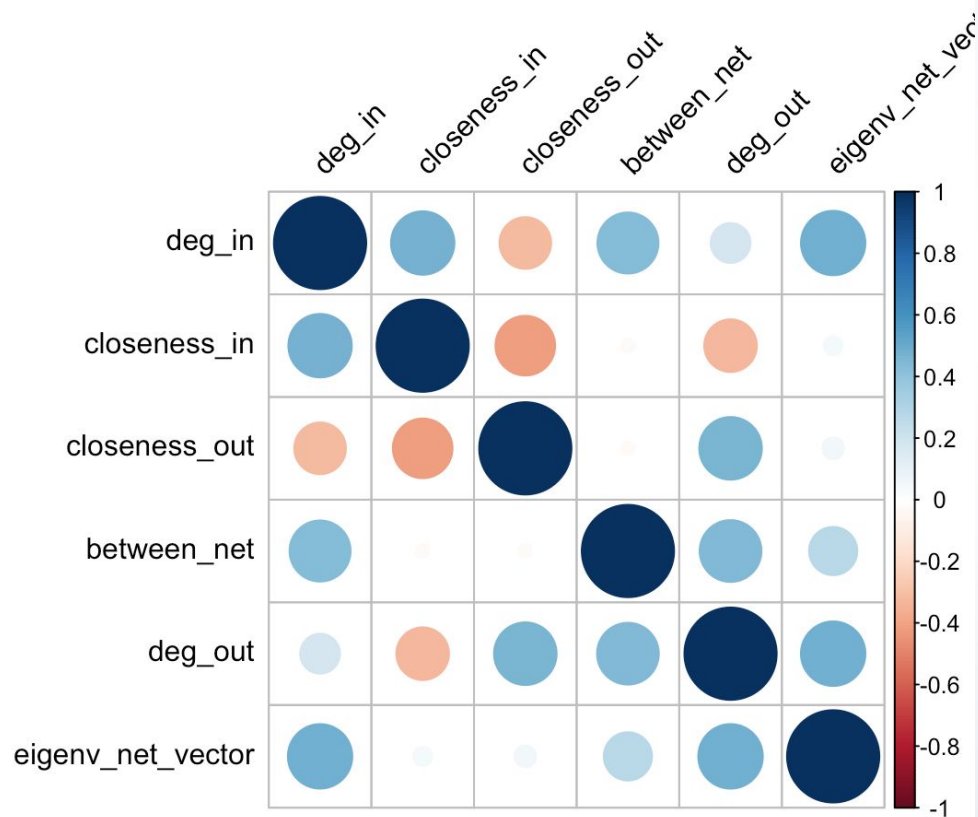 deg_in
closeness_in
closeness_out
between_net
deg_out
eigenv_net_vec
deg_in
closeness_in
closeness_out
between_net
deg_out
eigenv_net_vector
1
0.8
0.6
0.4
0.2
0
-0.2
-0.4
-0.6
-0.8
-1